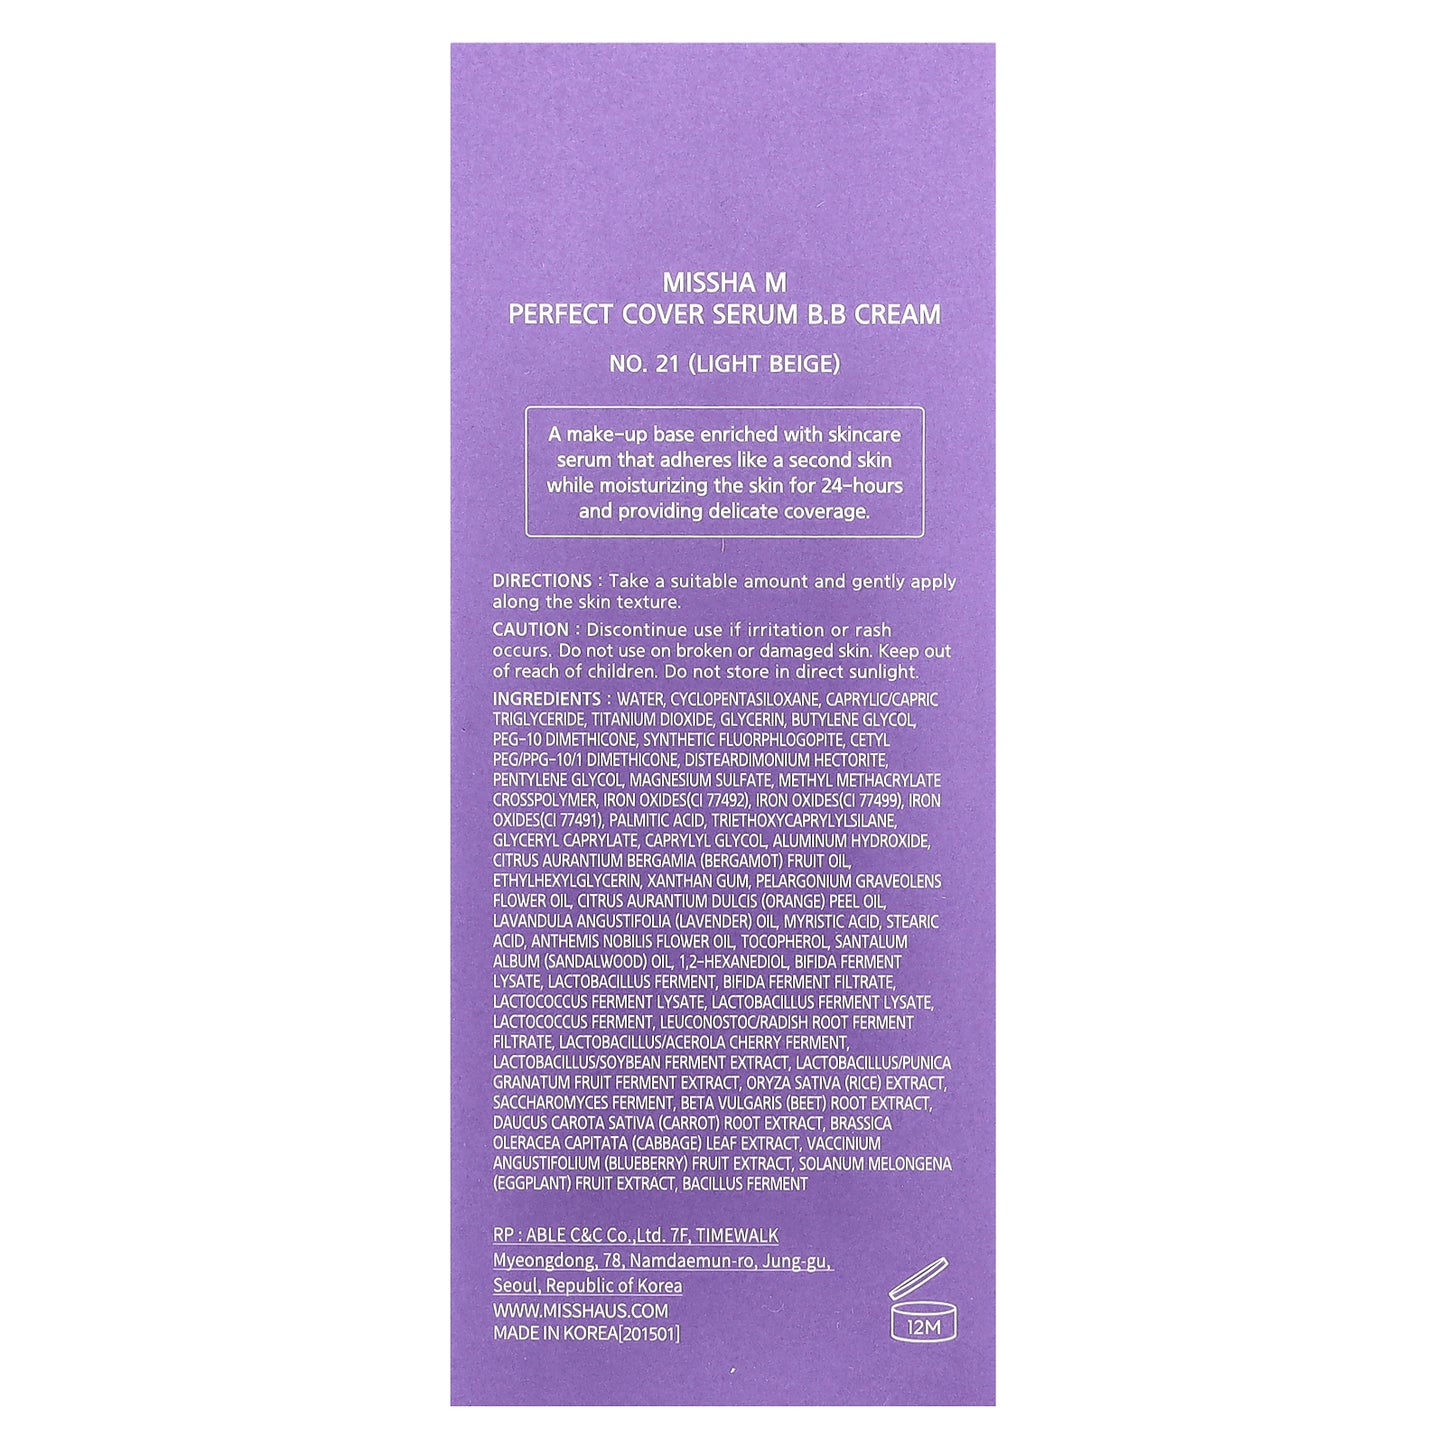 MISSHA M
PERFECT COVER SERUM B.B CREAM
NO. 21 (LIGHT BEIGE)
A make-up base enriched with skincare
serum that adheres like a second skin
while moisturizing the skin for 24-hours
and providing delicate coverage.
DIRECTIONS : Take a suitable amount and gently apply
along the skin texture.
CAUTION : Discontinue use if irritation or rash
occurs. Do not use on broken or damaged skin. Keep out
of reach of children. Do not store in direct sunlight.
INGREDIENTS : WATER, CYCLOPENTASILOXANE, CAPRYLIC/CAPRIC
TRIGLYCERIDE, TITANIUM DIOXIDE, GLYCERIN, BUTYLENE GLYCOL,
PEG-10 DIMETHICONE, SYNTHETIC FLUORPHLOGOPITE, CETYL
PEG/PPG-10/1 DIMETHICONE, DISTEARDIMONIUM HECTORITE,
PENTYLENE GLYCOL, MAGNESIUM SULFATE, METHYL METHACRYLATE
CROSSPOLYMER, IRON OXIDES(CI 77492), IRON OXIDES(CI 77499), IRON
OXIDES(CI 77491), PALMITIC ACID, TRIETHOXYCAPRYLYLSILANE,
GLYCERYL CAPRYLATE, CAPRYLYL GLYCOL, ALUMINUM HYDROXIDE,
CITRUS AURANTIUM BERGAMIA (BERGAMOT) FRUIT OIL,
ETHYLHEXYLGLYCERIN, XANTHAN GUM, PELARGONIUM GRAVEOLENS
FLOWER OIL, CITRUS AURANTIUM DULCIS (ORANGE) PEEL OIL,
LAVANDULA ANGUSTIFOLIA (LAVENDER) OIL, MYRISTIC ACID, STEARIC
ACID, ANTHEMIS NOBILIS FLOWER OIL, TOCOPHEROL, SANTALUM
ALBUM (SANDALWOOD) OIL, 1,2-HEXANEDIOL, BIFIDA FERMENT
LYSATE, LACTOBACILLUS FERMENT, BIFIDA FERMENT FILTRATE,
LACTOCOCCUS FERMENT LYSATE, LACTOBACILLUS FERMENT LYSATE,
LACTOCOCCUS FERMENT, LEUCONOSTOC/RADISH ROOT FERMENT
FILTRATE, LACTOBACILLUS/ACEROLA CHERRY FERMENT,
LACTOBACILLUS/SOYBEAN FERMENT EXTRACT, LACTOBACILLUS/PUNICA
GRANATUM FRUIT FERMENT EXTRACT, ORYZA SATIVA (RICE) EXTRACT,
SACCHAROMYCES FERMENT, BETA VULGARIS (BEET) ROOT EXTRACT,
DAUCUS CAROTA SATIVA (CARROT) ROOT EXTRACT, BRASSICA
OLERACEA CAPITATA (CABBAGE) LEAF EXTRACT, VACCINIUM
ANGUSTIFOLIUM (BLUEBERRY) FRUIT EXTRACT, SOLANUM MELONGENA
(EGGPLANT) FRUIT EXTRACT, BACILLUS FERMENT
RP : ABLE C&C Co.,Ltd. 7F, TIMEWALK
Myeongdong, 78, Namdaemun-ro, Jung-gu,
Seoul, Republic of Korea
WWW.MISSHAUS.COM
MADE IN KOREA[201501]
12M